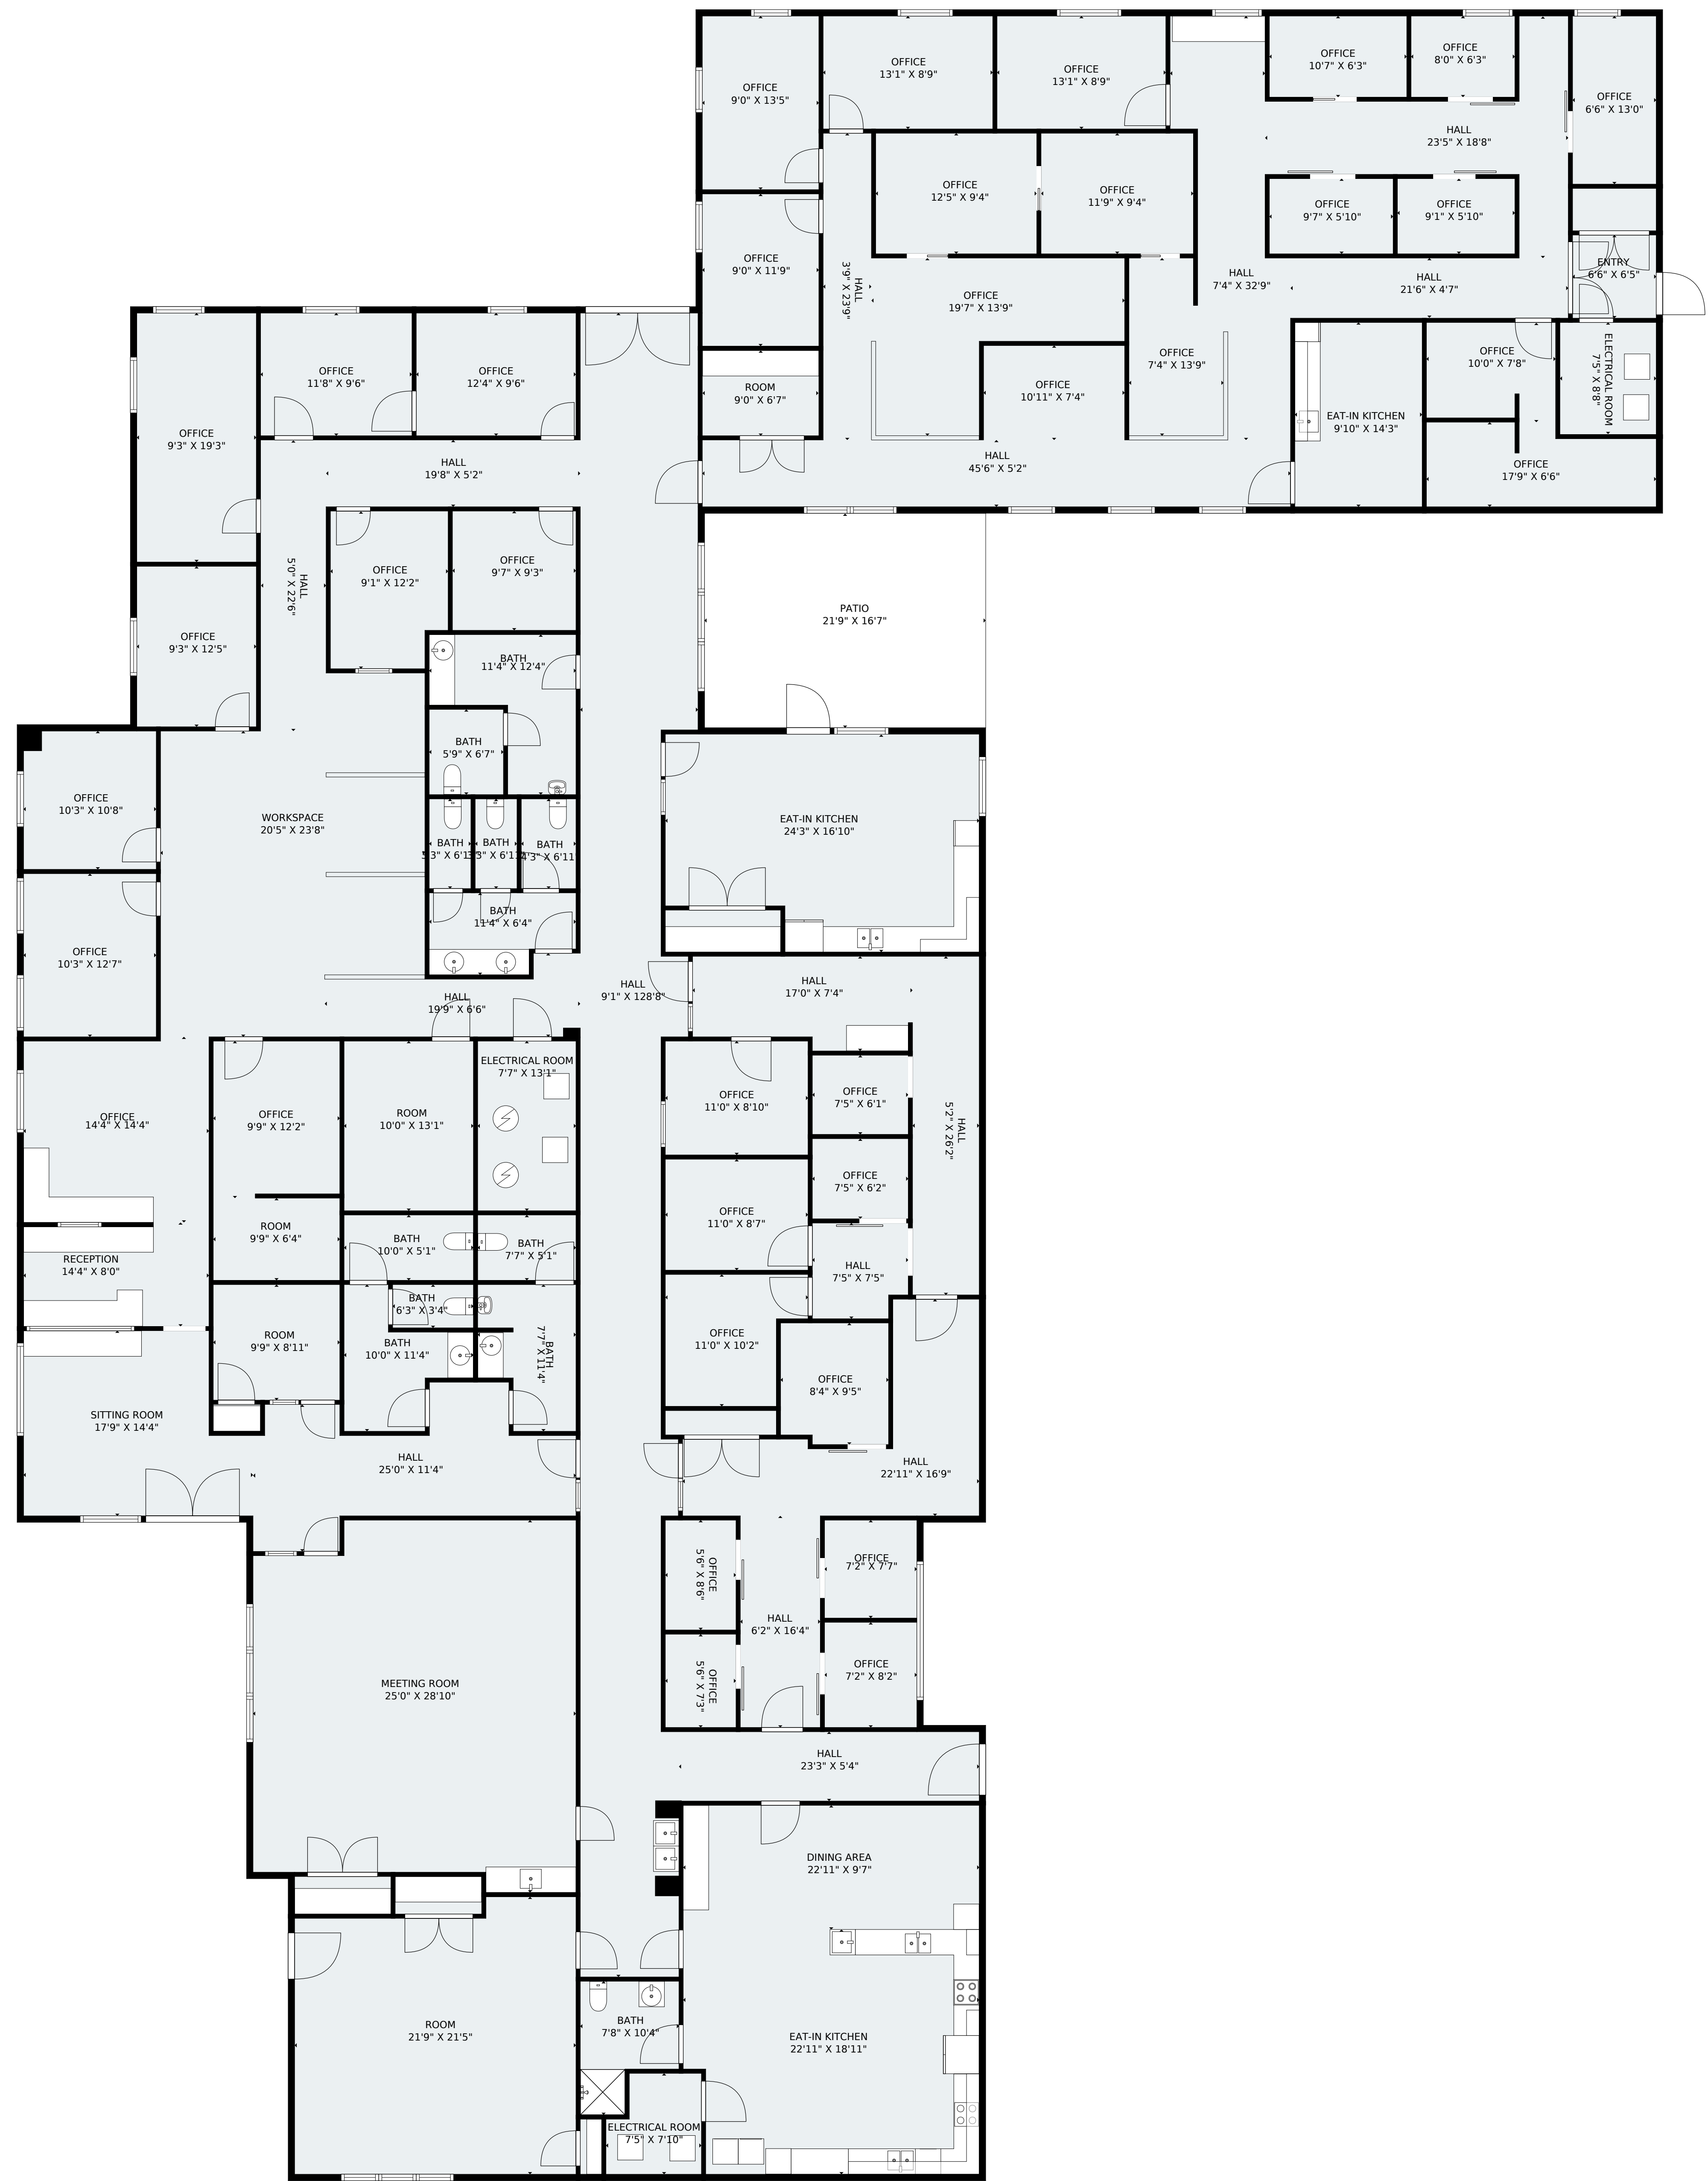 OFFICE
9'0" X 13'5"
OFFICE
13'1" X 8'9"
OFFICE
13'1" X 8'9"
OFFICE
10'7" X 6'3"
OFFICE
8'0" X 6'3"
OFFICE
6'6" X 13'0"
HALL
23'5" X 18'8"
OFFICE
12'5" X 9'4"
OFFICE
11'9" X 9'4"
OFFICE
9'7" X 5'10"
OFFICE
9'1" X 5'10"
OFFICE
9'0" X 11'9"
HALL
3'9" X 23'9"
OFFICE
19'7" X 13'9"
HALL
7'4" X 32'9"
HALL
21'6" X 4'7"
ENTRY
6'6" X 6'5"
OFFICE
7'4" X 13'9"
OFFICE
10'0" X 7'8"
ELECTRICAL ROOM
7'5" X 8'8"
ROOM
9'0" X 6'7"
OFFICE
10'11" X 7'4"
EAT-IN KITCHEN
9'10" X 14'3"
HALL
45'6" X 5'2"
OFFICE
17'9" X 6'6"
OFFICE
11'8" X 9'6"
OFFICE
12'4" X 9'6"
OFFICE
9'3" X 19'3"
HALL
19'8" X 5'2"
HALL
5'0" X 22'6"
OFFICE
9'1" X 12'2"
OFFICE
9'7" X 9'3"
PATIO
21'9" X 16'7"
OFFICE
9'3" X 12'5"
BATH
11'4" X 12'4"
BATH
5'9" X 6'7"
OFFICE
10'3" X 10'8"
WORKSPACE
20'5" X 23'8"
EAT-IN KITCHEN
24'3" X 16'10"
BATH
BATH
BATH
4'3" X 6'11"
BATH
11'4" X 6'4"
OFFICE
10'3" X 12'7"
HALL
19'9" X 6'6"
HALL
9'1" X 128'8"
HALL
17'0" X 7'4"
ELECTRICAL ROOM
7'7" X 13'1"
OFFICE
14'4" X 14'4"
OFFICE
9'9" X 12'2"
ROOM
10'0" X 13'1"
OFFICE
11'0" X 8'10"
OFFICE
7'5" X 6'1"
HALL
5'2" X 26'2"
OFFICE
7'5" X 6'2"
OFFICE
11'0" X 8'7"
ROOM
9'9" X 6'4"
BATH
10'0" X 5'1"
BATH
7'7" X 5'1"
RECEPTION
14'4" X 8'0"
HALL
7'5" X 7'5"
BATH
6'3" X 3'4"
ROOM
9'9" X 8'11"
BATH
10'0" X 11'4"
BATH
7'7" X 11'4"
OFFICE
11'0" X 10'2"
OFFICE
8'4" X 9'5"
SITTING ROOM
17'9" X 14'4"
HALL
25'0" X 11'4"
HALL
22'11" X 16'9"
OFFICE
5'6" X 8'6"
OFFICE
7'2" X 7'7"
HALL
6'2" X 16'4"
OFFICE
5'6" X 7'3"
OFFICE
7'2" X 8'2"
MEETING ROOM
25'0" X 28'10"
HALL
23'3" X 5'4"
DINING AREA
22'11" X 9'7"
ROOM
21'9" X 21'5"
BATH
7'8" X 10'4"
EAT-IN KITCHEN
22'11" X 18'11"
ELECTRICAL ROOM
7'5" X 7'10"